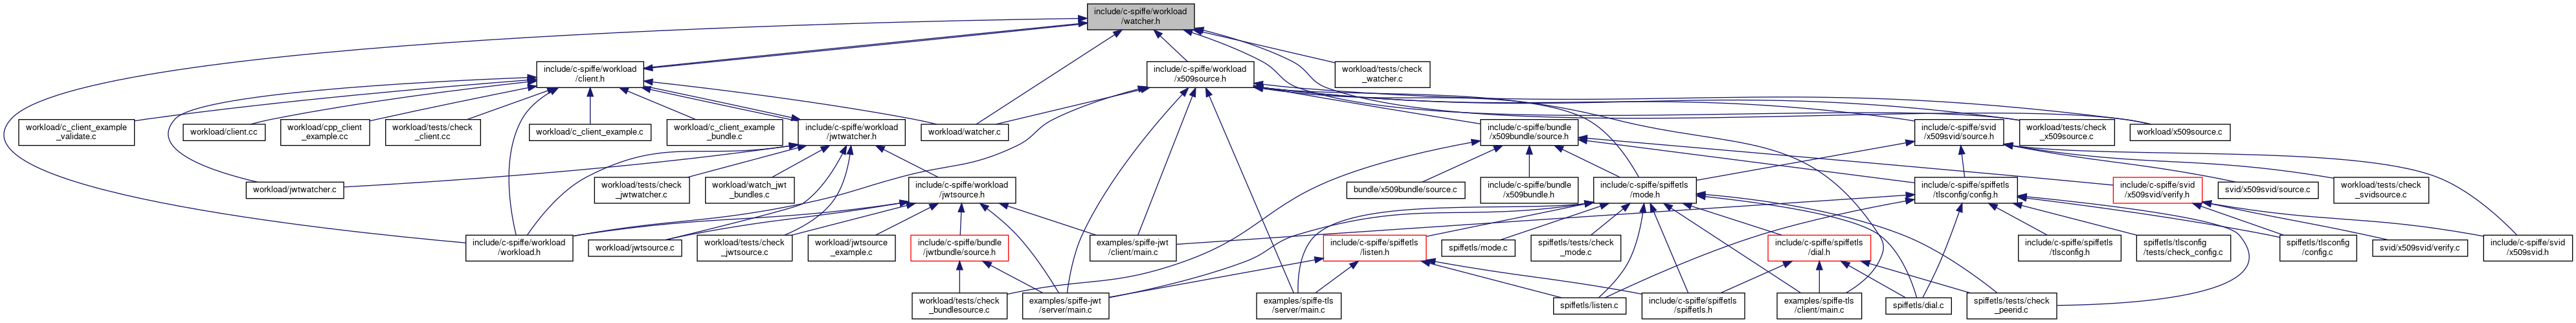 include/c-spiffe/workload
/watcher.h
include/c-spiffe/workload
/client.h
include/c-spiffe/workload
/x509source.h
workload/tests/check
_watcher.c
workload/c_client_example
_validate.c
workload/client.cc
workload/cpp_client
_example.cc
workload/tests/check
_client.cc
workload/c_client_example.c
workload/c_client_example
_bundle.c
include/c-spiffe/workload
/jwtwatcher.h
workload/watcher.c
include/c-spiffe/bundle
/x509bundle/source.h
include/c-spiffe/svid
/x509svid/source.h
workload/tests/check
_x509source.c
workload/x509source.c
workload/jwtwatcher.c
workload/tests/check
_jwtwatcher.c
workload/watch_jwt
_bundles.c
include/c-spiffe/workload
/jwtsource.h
bundle/x509bundle/source.c
include/c-spiffe/bundle
/x509bundle.h
include/c-spiffe/spiffetls
/mode.h
include/c-spiffe/spiffetls
/tlsconfig/config.h
include/c-spiffe/svid
/x509svid/verify.h
svid/x509svid/source.c
workload/tests/check
_svidsource.c
include/c-spiffe/workload
/workload.h
workload/jwtsource.c
workload/tests/check
_jwtsource.c
workload/jwtsource
_example.c
include/c-spiffe/bundle
/jwtbundle/source.h
examples/spiffe-jwt
/client/main.c
include/c-spiffe/spiffetls
/listen.h
spiffetls/mode.c
spiffetls/tests/check
_mode.c
include/c-spiffe/spiffetls
/dial.h
include/c-spiffe/spiffetls
/tlsconfig.h
spiffetls/tlsconfig
/tests/check_config.c
spiffetls/tlsconfig
/config.c
svid/x509svid/verify.c
include/c-spiffe/svid
/x509svid.h
workload/tests/check
_bundlesource.c
examples/spiffe-jwt
/server/main.c
examples/spiffe-tls
/server/main.c
spiffetls/listen.c
include/c-spiffe/spiffetls
/spiffetls.h
examples/spiffe-tls
/client/main.c
spiffetls/dial.c
spiffetls/tests/check
_peerid.c